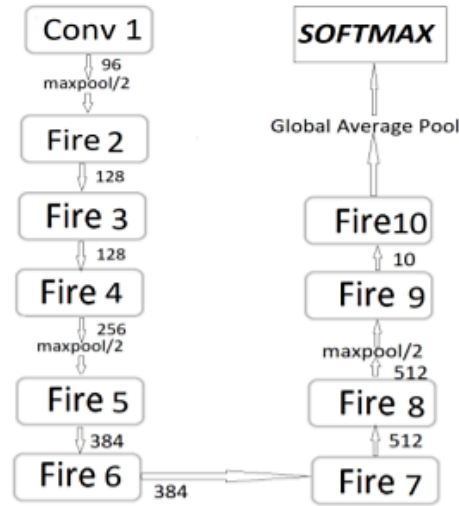 Conv 1
96
maxpool/2
Fire 2
128
Fire 3
128
Fire 4
256
maxpool/2
Fire 5
384
Fire 6
384
Fire 7
512
Fire 8
512
maxpool/2
Fire 9
10
Fire10
Global Average Pool
SOFTMAX